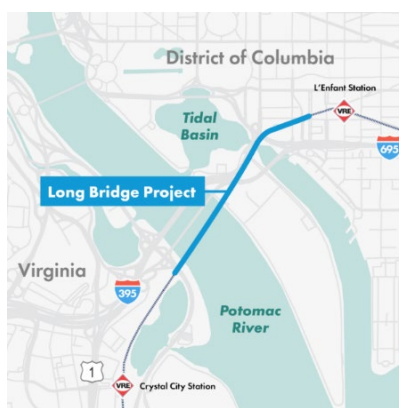 District of Columbia
L'Enfant Station
VRE
Tidal
Basin
695
Long Bridge Project
Virginia
395
Potomac
River
1
VRE
Crystal City Station